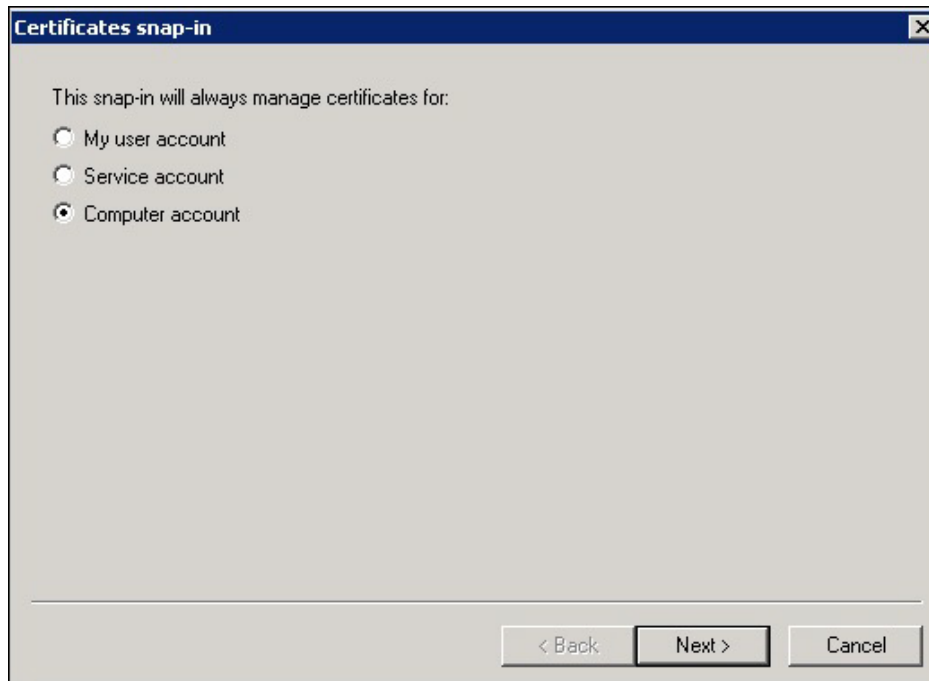 Certificates snap-in
This snap-in will always manage certificates for:
My user account
Service account
Computer account
< Back
Next >
Cancel